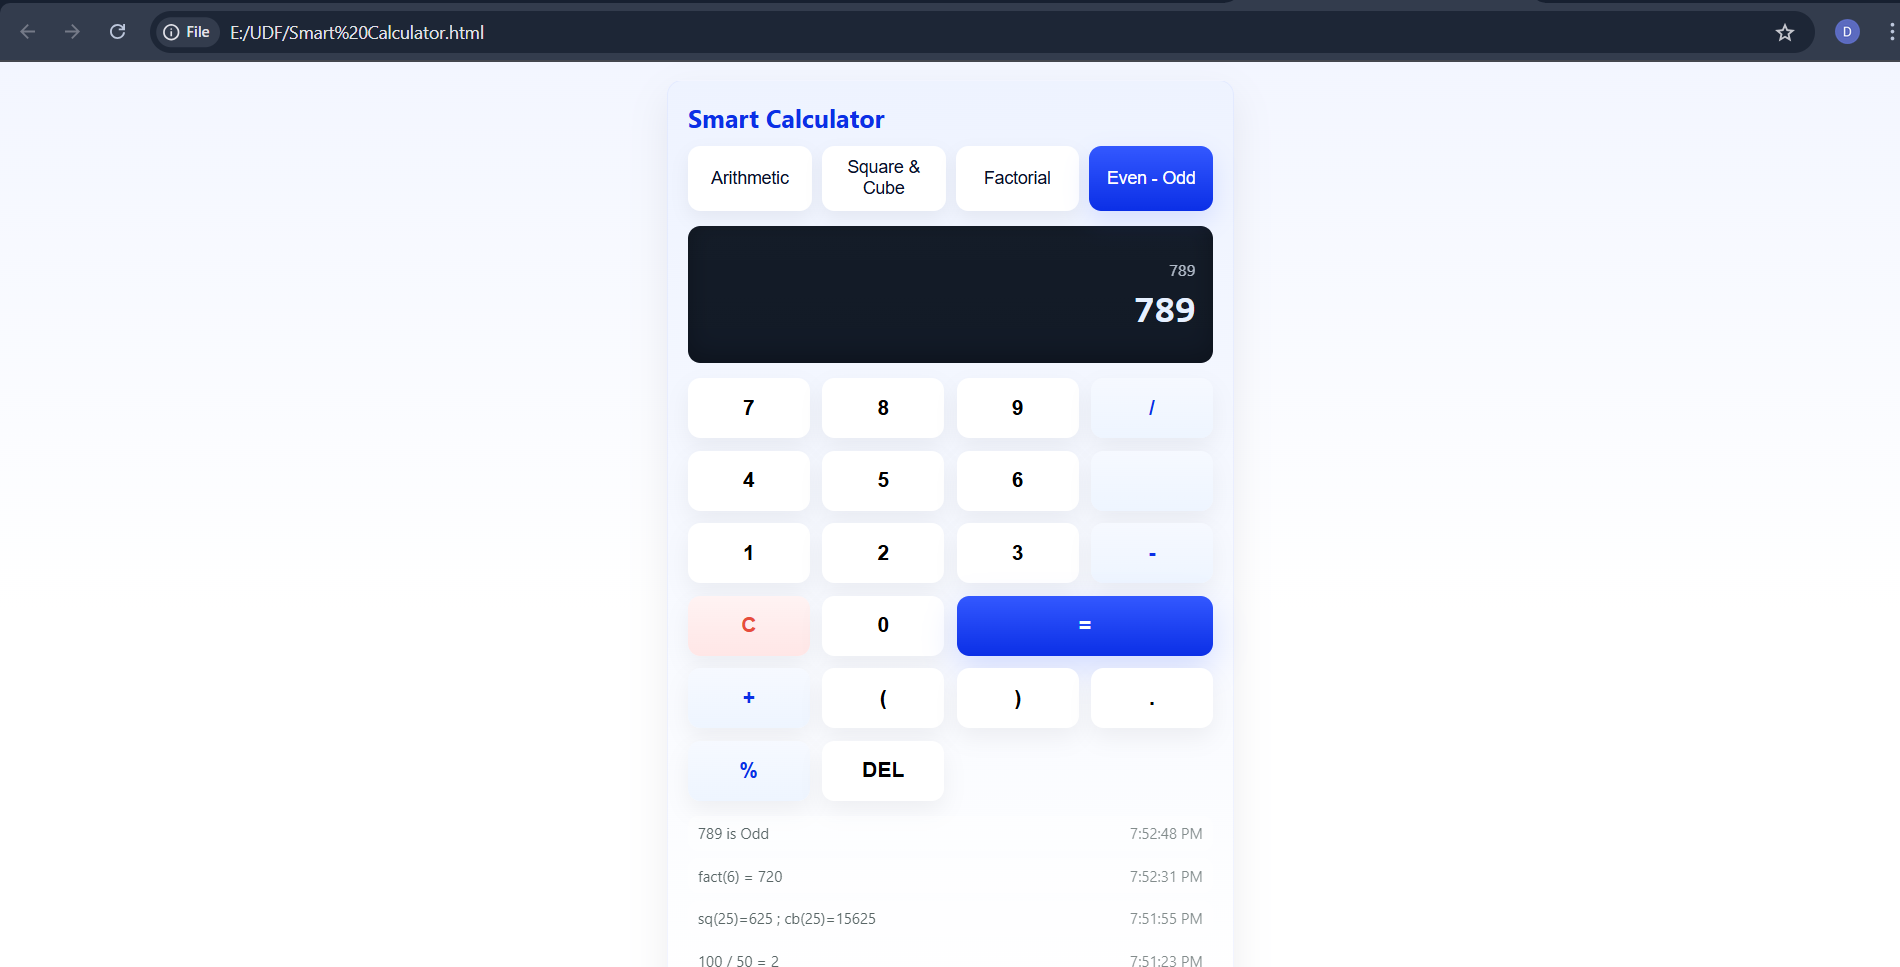 File E:/UDF/Smart%20Calculator.html D
Smart Calculator
Arithmetic
Square &
Cube
Factorial
Even - Odd
789
789
7 8 9 /
4 5 6
1 2 3 -
C 0 =
+ ( ) .
% DEL
789 is Odd 7:52:48 PM
fact(6) = 720 7:52:31 PM
sq(25)=625 ; cb(25)=15625 7:51:55 PM
100 / 50 = 2 7:51:23 PM